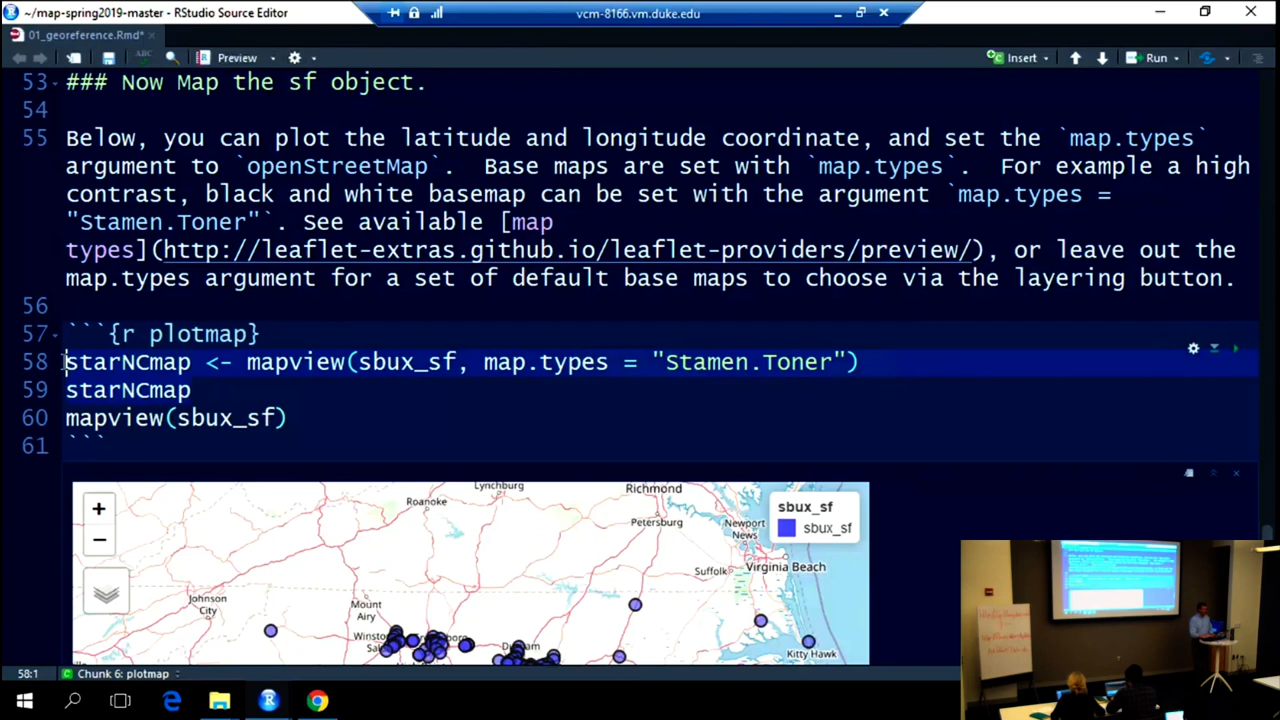 ~/map-spring2019-master - RStudio Source Editor
vcm-8166.vm.duke.edu
01_georeference.Rmd*
ABC
Preview
Insert
Run
53 ### Now Map the sf object.
54
55 Below, you can plot the latitude and longitude coordinate, and set the `map.types`
argument to `openStreetMap`.  Base maps are set with `map.types`.  For example a high
contrast, black and white basemap can be set with the argument `map.types =
"Stamen.Toner"`. See available [map
types](http://leaflet-extras.github.io/leaflet-providers/preview/), or leave out the
map.types argument for a set of default base maps to choose via the layering button.
56
57 ```{r plotmap}
58 starNCmap <- mapview(sbux_sf, map.types = "Stamen.Toner")
59 starNCmap
60 mapview(sbux_sf)
61 ```
+
−
Lynchburg
Roanoke
Richmond
Petersburg
Newport
News
Virginia Beach
Suffolk
Johnson
City
Mount
Airy
Kitty Hawk
sbux_sf
sbux_sf
58:1
Chunk 6: plotmap